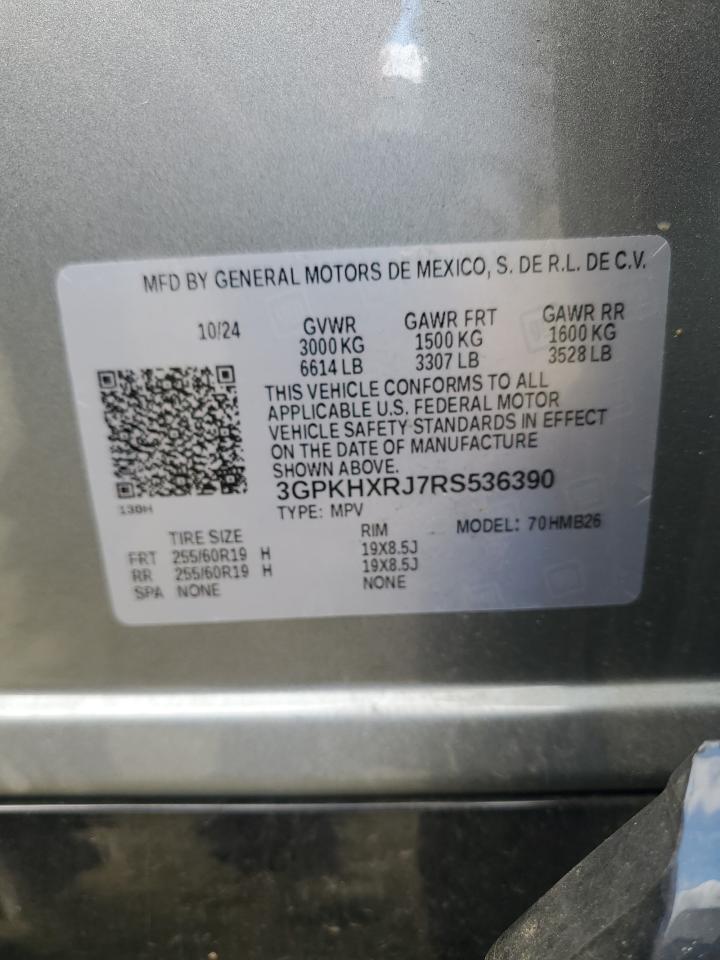 MFD BY GENERAL MOTORS DE MEXICO, S. DE R.L. DE C.V.
10/24 GVWR GAWR FRT GAWR RR
3000 KG 1500 KG 1600 KG
6614 LB 3307 LB 3528 LB
THIS VEHICLE CONFORMS TO ALL
APPLICABLE U.S. FEDERAL MOTOR
VEHICLE SAFETY STANDARDS IN EFFECT
ON THE DATE OF MANUFACTURE
SHOWN ABOVE.
3GPKHXRJ7RS536390
138H
TYPE: MPV MODEL: 70HMB26
TIRE SIZE RIM
FRT 255/60R19 H 19X8.5J
RR 255/60R19 H 19X8.5J
SPA NONE NONE